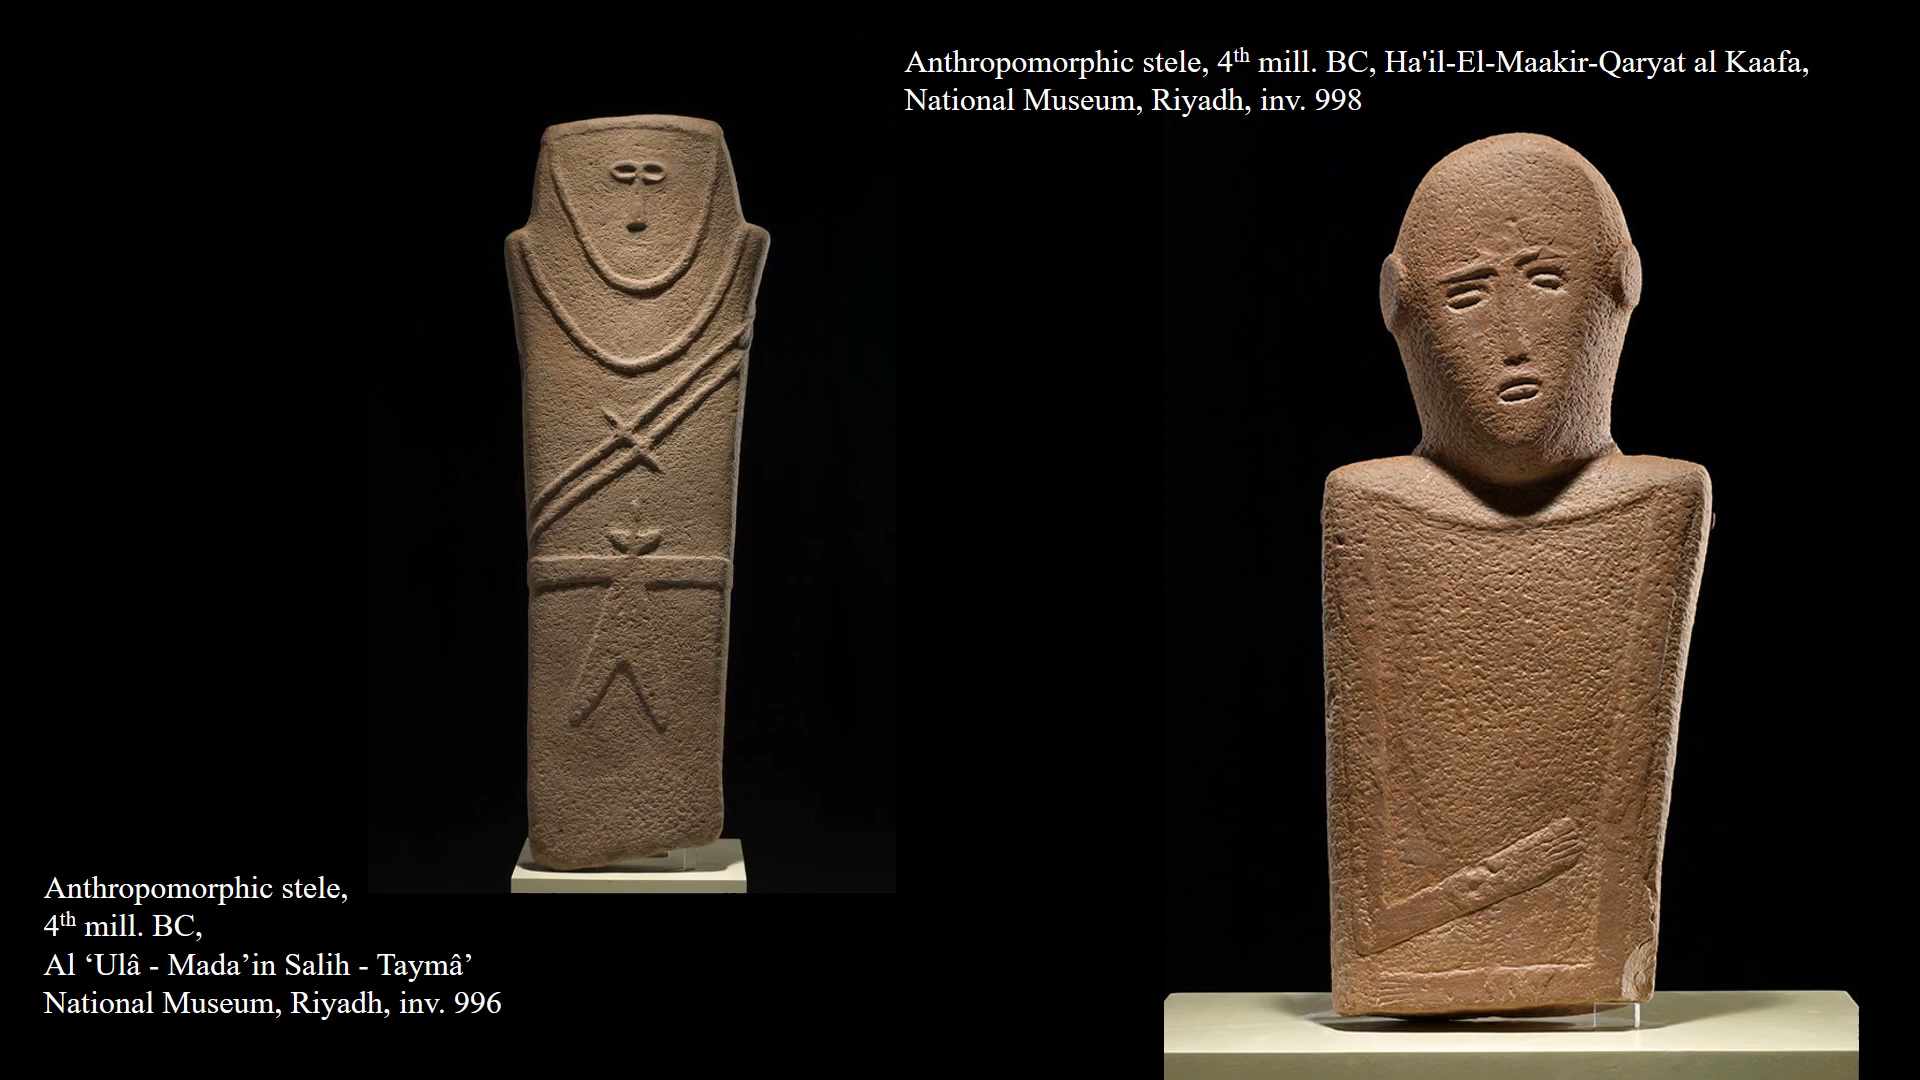 Anthropomorphic stele, 4th mill. BC, Ha'il-El-Maakir-Qaryat al Kaafa,
National Museum, Riyadh, inv. 998
Anthropomorphic stele,
4th mill. BC,
Al ‘Ulâ - Mada’in Salih - Taymâ’
National Museum, Riyadh, inv. 996